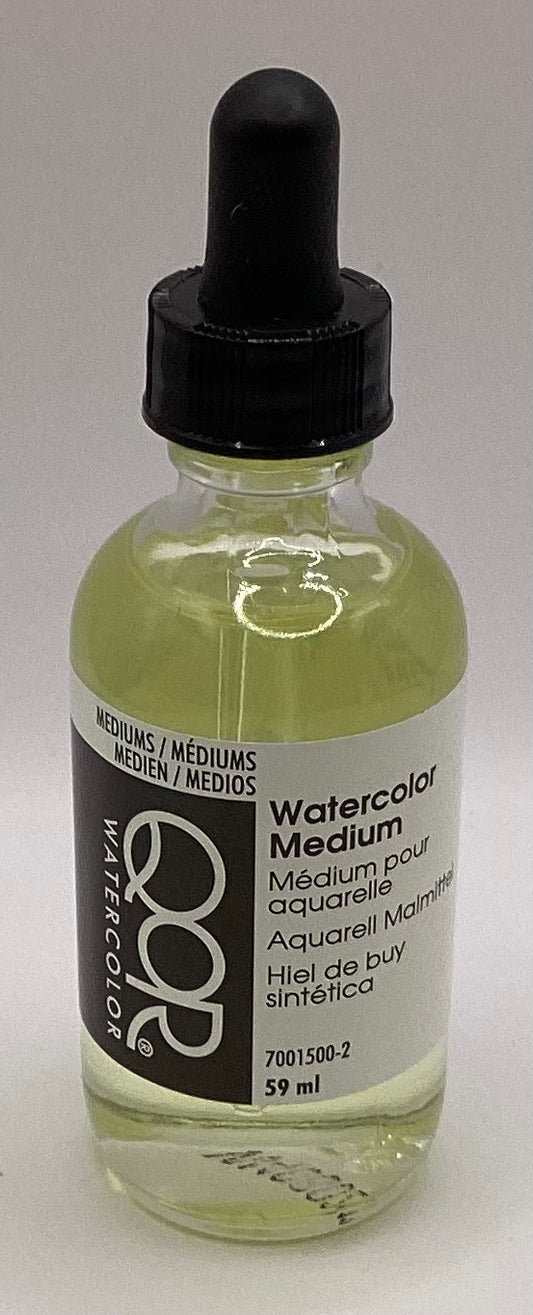 MEDIUMS / MÉDIUMS
MEDIEN / MEDIOS
QOR®
WATERCOLOR
Watercolor
Medium
Médium pour
aquarelle
Aquarell Malmittel
Hiel de buy
sintética
7001500-2
59 ml